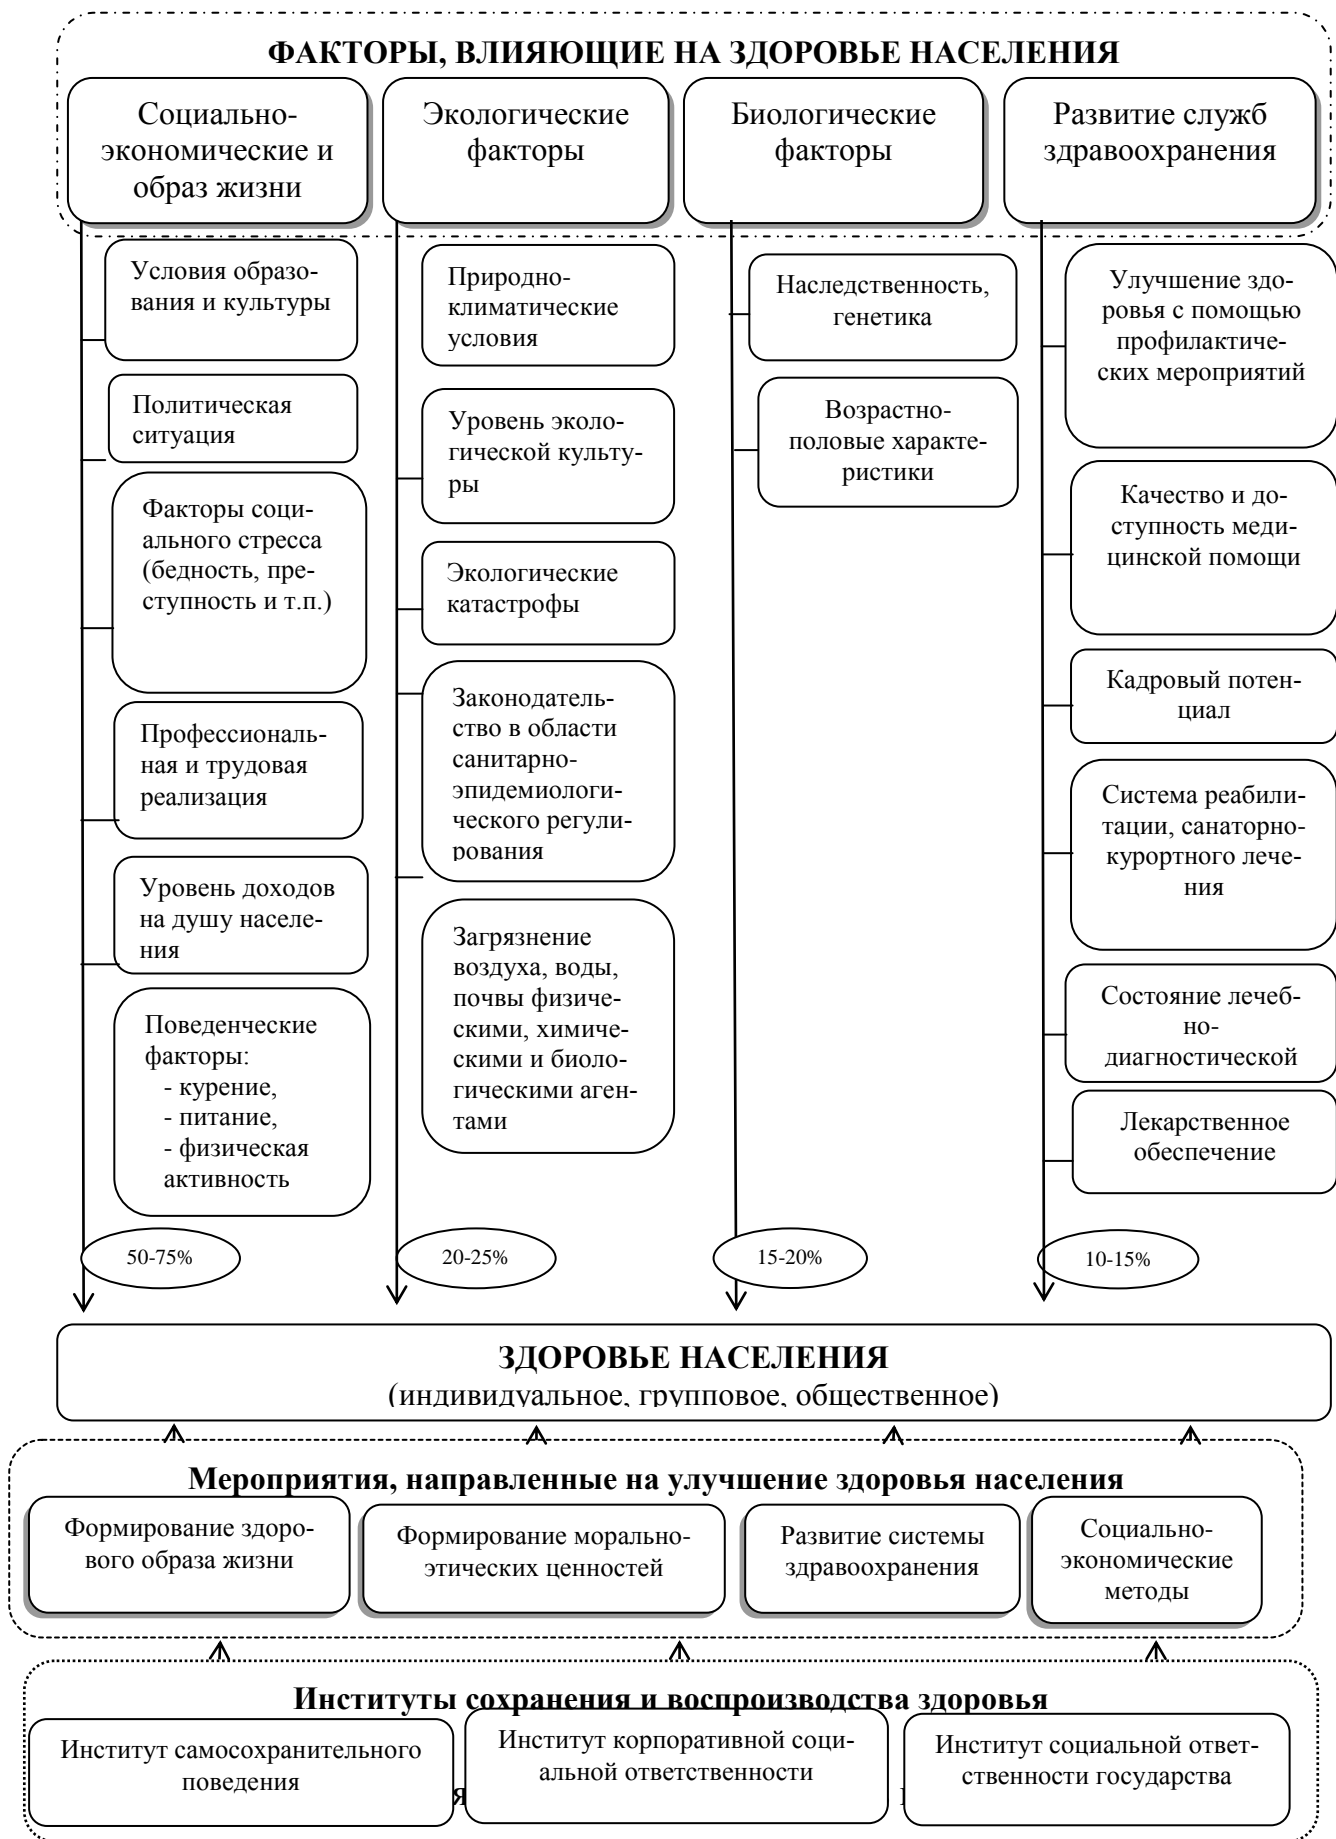 ФАКТОРЫ, ВЛИЯЮЩИЕ НА ЗДОРОВЬЕ НАСЕЛЕНИЯ
Социально-
экономические и
образ жизни
Экологические
факторы
Биологические
факторы
Развитие служб
здравоохранения
Условия образо-
вания и культуры
Политическая
ситуация
Факторы соци-
ального стресса
(бедность, пре-
ступность и т.п.)
Профессиональ-
ная и трудовая
реализация
Уровень доходов
на душу населе-
ния
Поведенческие
факторы:
- курение,
- питание,
- физическая
активность
Природно-
климатические
условия
Уровень эколо-
гической культу-
ры
Экологические
катастрофы
Законодатель-
ство в области
санитарно-
эпидемиологи-
ческого регули-
рования
Загрязнение
воздуха, воды,
почвы физиче-
скими, химиче-
скими и биоло-
гическими аген-
тами
Наследственность,
генетика
Возрастно-
половые характе-
ристики
Улучшение здо-
ровья с помощью
профилактиче-
ских мероприятий
Качество и до-
ступность меди-
цинской помощи
Кадровый потен-
циал
Система реабили-
тации, санаторно-
курортного лече-
ния
Состояние лечеб-
но-
диагностической
Лекарственное
обеспечение
50-75%
20-25%
15-20%
10-15%
ЗДОРОВЬЕ НАСЕЛЕНИЯ
(индивидуальное, групповое, общественное)
Мероприятия, направленные на улучшение здоровья населения
Формирование здоро-
вого образа жизни
Формирование морально-
этических ценностей
Развитие системы
здравоохранения
Социально-
экономические
методы
Институты сохранения и воспроизводства здоровья
Институт самосохранительного
поведения
Институт корпоративной соци-
альной ответственности
Институт социальной ответ-
ственности государства